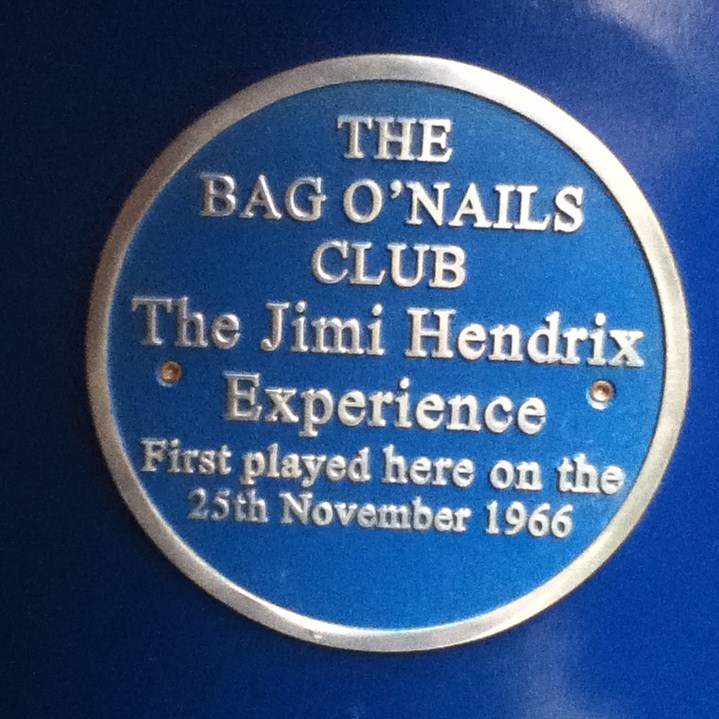 THE
BAG O'NAILS
CLUB
The Jimi Hendrix
Experience
First played here on the
25th November 1966